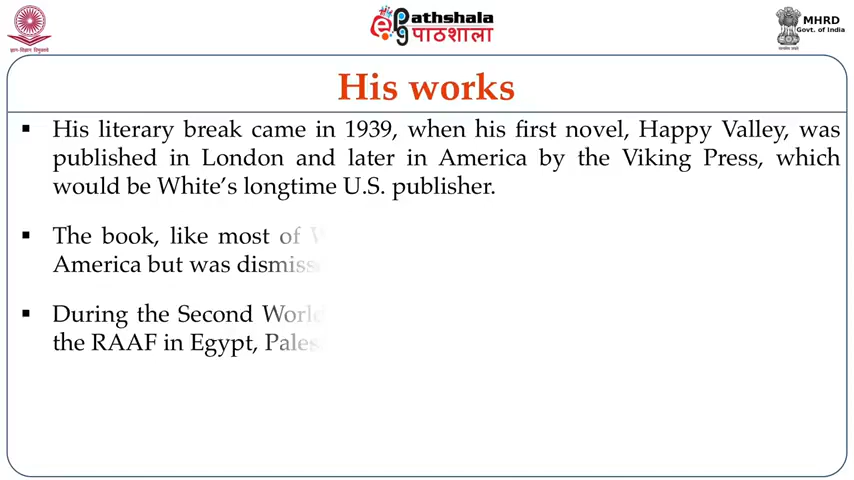 Pathshala
पाठशाला
MHRD
Govt. of India
His works
▪ His literary break came in 1939, when his first novel, Happy Valley, was
published in London and later in America by the Viking Press, which
would be White's longtime U.S. publisher.
▪ The book, like most of
America but was
▪ During the Second World
the RAAF in Egypt,